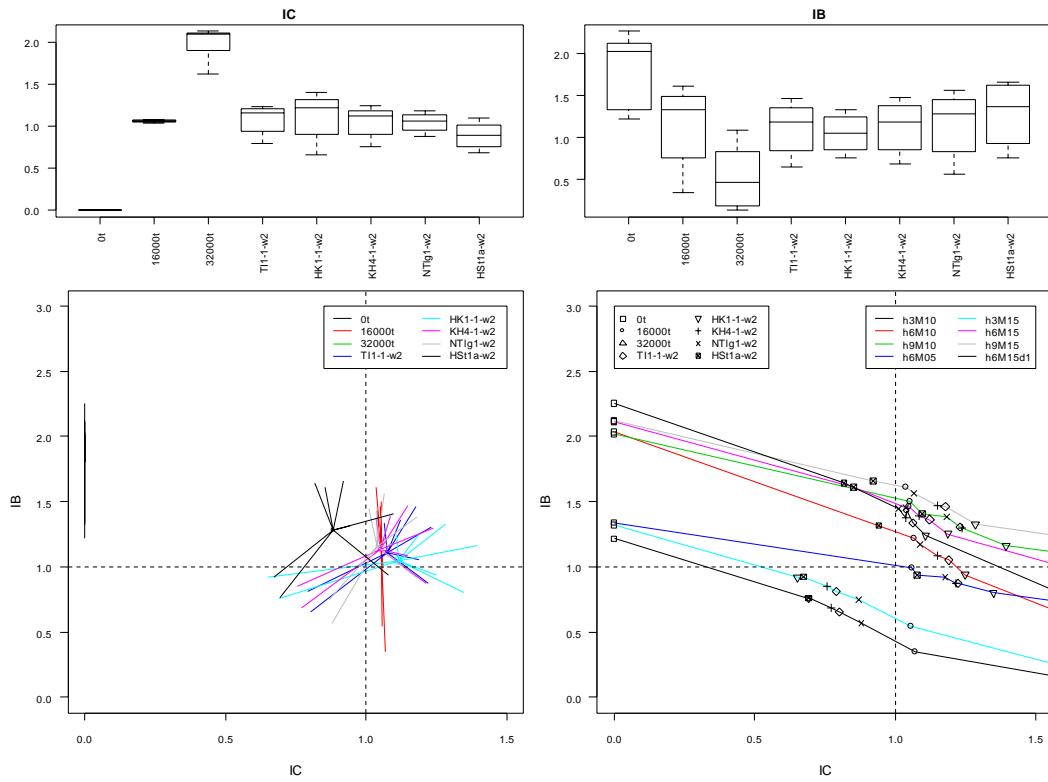 IC
IB
2.0
1.5
1.0
0.5
0.0
2.0
1.5
1.0
0.5
0t
16000t
32000t
TI1-1-w2
HK1-1-w2
KH4-1-w2
NTIg1-w2
HSt1a-w2
0t
16000t
32000t
TI1-1-w2
HK1-1-w2
KH4-1-w2
NTIg1-w2
HSt1a-w2
3.0
2.5
2.0
1.5
1.0
0.5
0.0
IB
0t
16000t
32000t
TI1-1-w2
HK1-1-w2
KH4-1-w2
NTIg1-w2
HSt1a-w2
0.0
0.5
1.0
1.5
IC
3.0
2.5
2.0
1.5
1.0
0.5
0.0
IB
0t
16000t
32000t
TI1-1-w2
HK1-1-w2
KH4-1-w2
NTIg1-w2
HSt1a-w2
h3M10
h6M10
h9M10
h6M05
h3M15
h6M15
h9M15
h6M15d1
0.0
0.5
1.0
1.5
IC